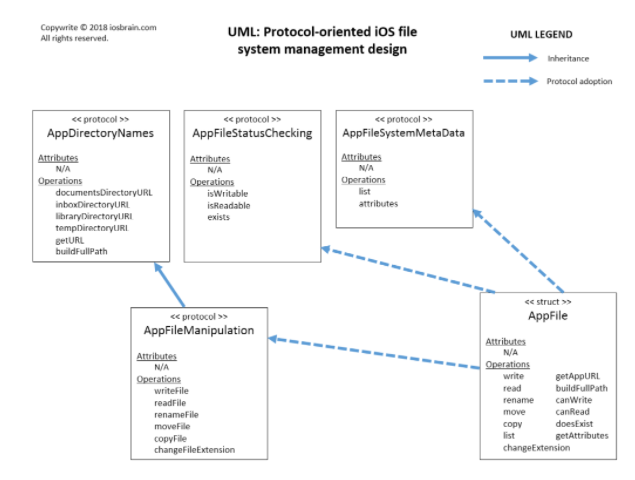 Copywrite © 2018 iosbrain.com
All rights reserved.
UML: Protocol-oriented iOS file
system management design
UML LEGEND
Inheritance
Protocol adoption
<< protocol >>
AppDirectoryNames
Attributes
N/A
Operations
documentsDirectoryURL
inboxDirectoryURL
libraryDirectoryURL
tempDirectoryURL
getURL
buildFullPath
<< protocol >>
AppFileStatusChecking
Attributes
N/A
Operations
isWritable
isReadable
exists
<< protocol >>
AppFileSystemMetaData
Attributes
N/A
Operations
list
attributes
<< protocol >>
AppFileManipulation
Attributes
N/A
Operations
writeFile
readFile
renameFile
moveFile
copyFile
changeFileExtension
<< struct >>
AppFile
Attributes
N/A
Operations
write getAppURL
read buildFullPath
rename canWrite
move canRead
copy doesExist
list getAttributes
changeExtension